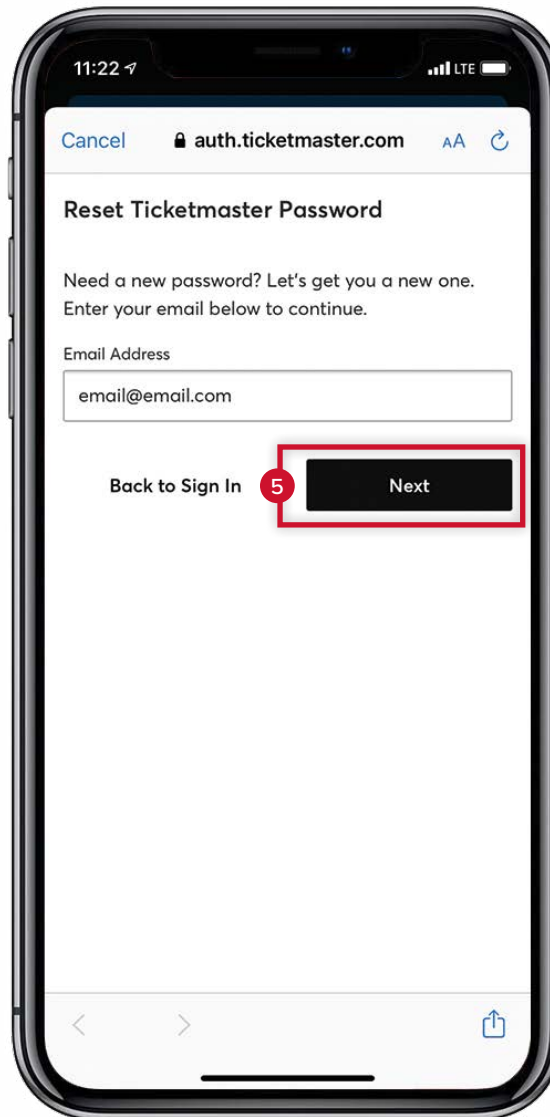 11:22 LTE
Cancel auth.ticketmaster.com AA
Reset Ticketmaster Password
Need a new password? Let's get you a new one.
Enter your email below to continue.
Email Address
email@email.com
Back to Sign In 5 Next